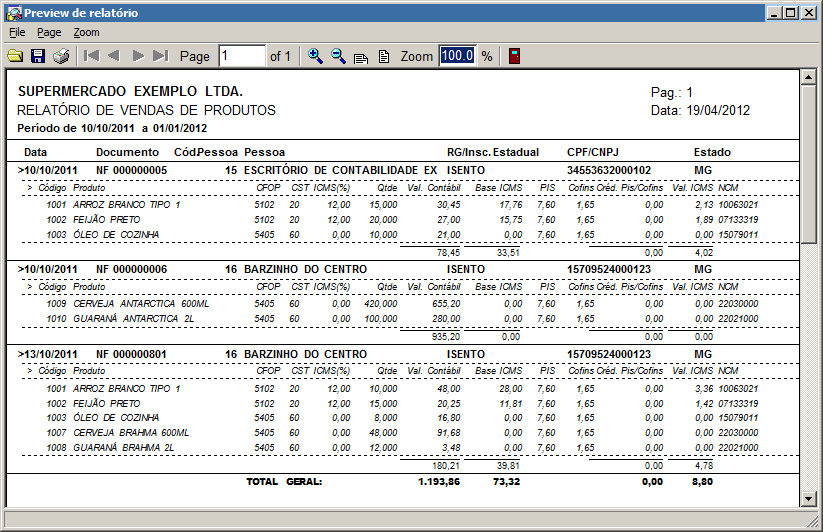 Preview de relatório
File Page Zoom
Page 1 of 1 Zoom 100.0 %
SUPERMERCADO EXEMPLO LTDA. Pag.: 1
RELATÓRIO DE VENDAS DE PRODUTOS Data: 19/04/2012
Período de 10/10/2011 a 01/01/2012
Data Documento Cód.Pessoa Pessoa RG/Insc. Estadual CPF/CNPJ Estado
>10/10/2011 NF 000000005 15 ESCRITÓRIO DE CONTABILIDADE EX ISENTO 34553632000102 MG
> Código Produto CFOP CST ICMS(%) Qtde Val. Contábil Base ICMS PIS Cofins Créd. Pis/Cofins Val. ICMS NCM
1001 ARROZ BRANCO TIPO 1 5102 20 12,00 15,000 30,45 17,76 7,60 1,65 0,00 2,13 10063021
1002 FEIJÃO PRETO 5102 20 12,00 20,000 27,00 15,75 7,60 1,65 0,00 1,89 07133319
1003 ÓLEO DE COZINHA 5405 60 0,00 10,000 21,00 0,00 7,60 1,65 0,00 0,00 15079011
78,45 33,51 0,00 4,02
>10/10/2011 NF 000000006 16 BARZINHO DO CENTRO ISENTO 15709524000123 MG
> Código Produto CFOP CST ICMS(%) Qtde Val. Contábil Base ICMS PIS Cofins Créd. Pis/Cofins Val. ICMS NCM
1009 CERVEJA ANTARCTICA 600ML 5405 60 0,00 420,000 655,20 0,00 7,60 1,65 0,00 0,00 22030000
1010 GUARANÁ ANTARCTICA 2L 5405 60 0,00 100,000 280,00 0,00 7,60 1,65 0,00 0,00 22021000
935,20 0,00 0,00 0,00
>13/10/2011 NF 000000801 16 BARZINHO DO CENTRO ISENTO 15709524000123 MG
> Código Produto CFOP CST ICMS(%) Qtde Val. Contábil Base ICMS PIS Cofins Créd. Pis/Cofins Val. ICMS NCM
1001 ARROZ BRANCO TIPO 1 5102 20 12,00 10,000 48,00 28,00 7,60 1,65 0,00 3,36 10063021
1002 FEIJÃO PRETO 5102 20 12,00 15,000 20,25 11,81 7,60 1,65 0,00 1,42 07133319
1003 ÓLEO DE COZINHA 5405 60 0,00 8,000 16,80 0,00 7,60 1,65 0,00 0,00 15079011
1007 CERVEJA BRAHMA 600ML 5405 60 0,00 48,000 91,68 0,00 7,60 1,65 0,00 0,00 22030000
1008 GUARANÁ BRAHMA 2L 5405 60 0,00 12,000 3,48 0,00 7,60 1,65 0,00 0,00 22021000
180,21 39,81 0,00 4,78
TOTAL GERAL: 1.193,86 73,32 0,00 8,80